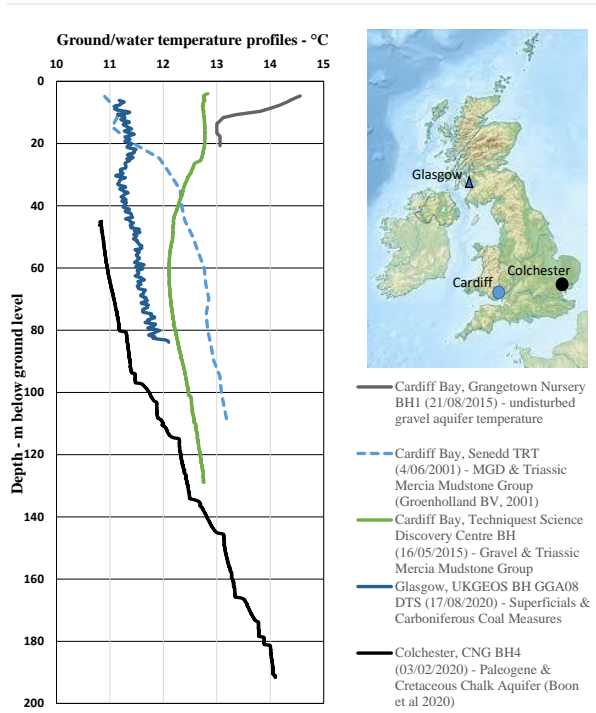 Ground/water temperature profiles - °C
10 11 12 13 14 15
0
20
40
60
80
100
120
140
160
180
200
Depth - m below ground level
Glasgow
Colchester
Cardiff
Cardiff Bay, Grangetown Nursery
BH1 (21/08/2015) - undisturbed
gravel aquifer temperature
Cardiff Bay, Senedd TRT
(4/06/2001) - MGD & Triassic
Mercia Mudstone Group
(Groenholland BV, 2001)
Cardiff Bay, Techniquest Science
Discovery Centre BH
(16/05/2015) - Gravel & Triassic
Mercia Mudstone Group
Glasgow, UKGEOS BH GGA08
DTS (17/08/2020) - Superficials &
Carboniferous Coal Measures
Colchester, CNG BH4
(03/02/2020) - Paleogene &
Cretaceous Chalk Aquifer (Boon
et al 2020)